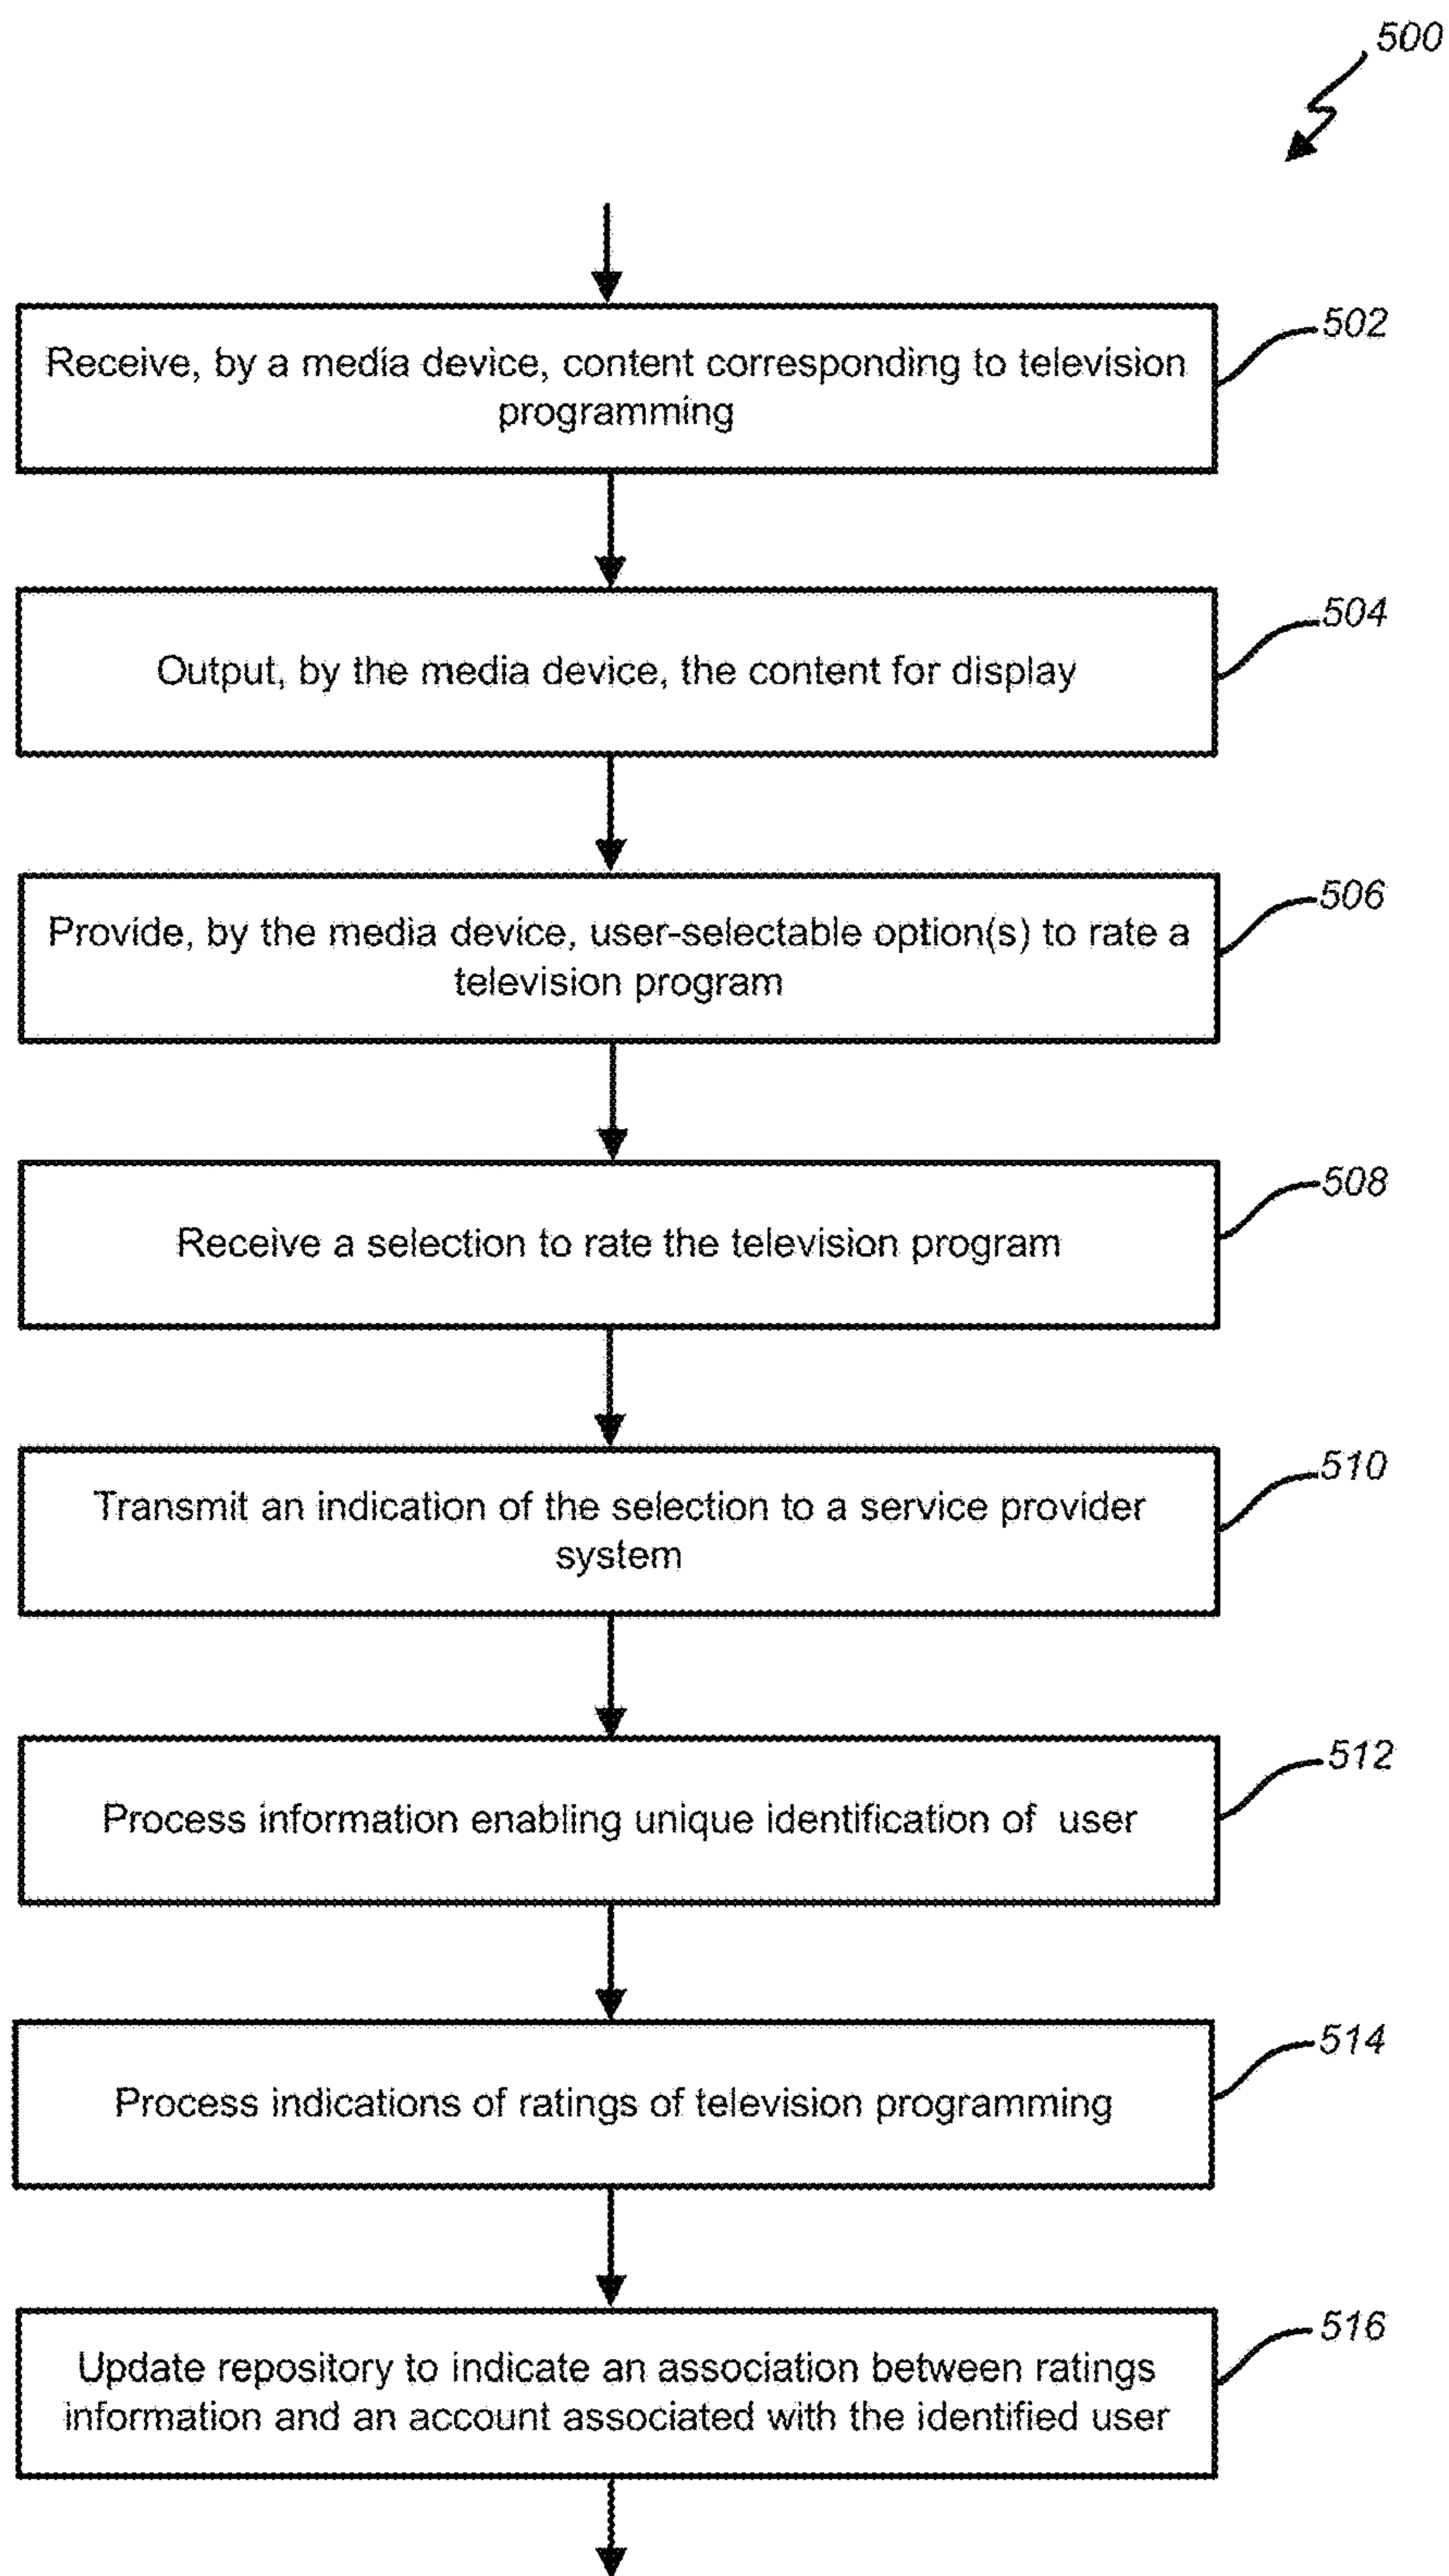 500
Receive, by a media device, content corresponding to television
programming
502
Output, by the media device, the content for display
504
Provide, by the media device, user-selectable option(s) to rate a
television program
506
Receive a selection to rate the television program
508
Transmit an indication of the selection to a service provider
system
510
Process information enabling unique identification of user
512
Process indications of ratings of television programming
514
Update repository to indicate an association between ratings
information and an account associated with the identified user
516